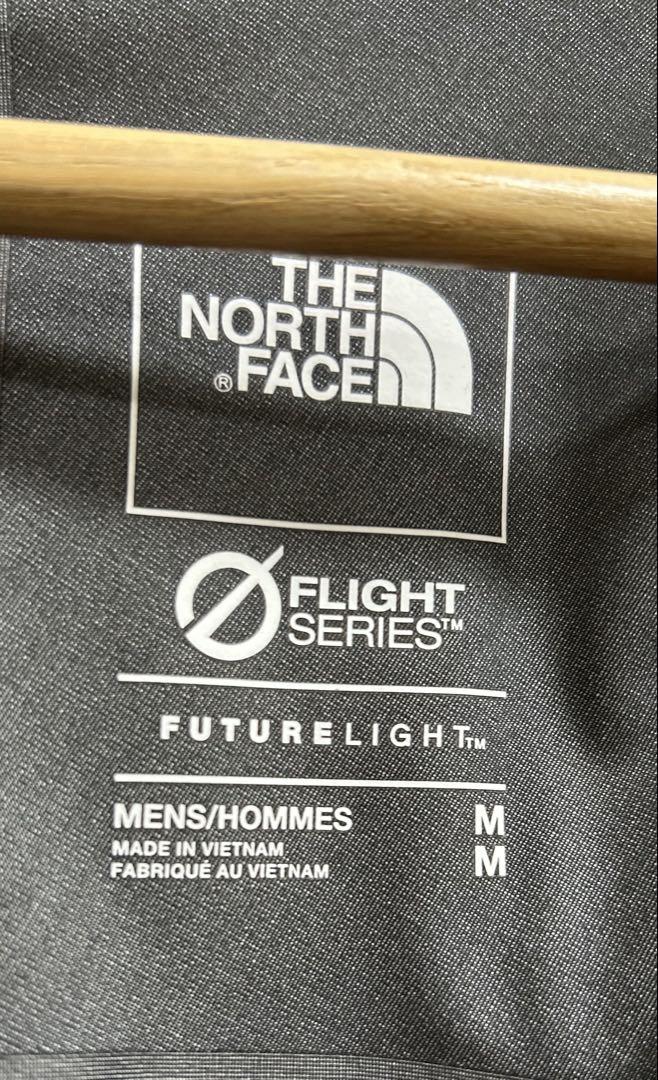 THE
NORTH
®FACE
FLIGHT
SERIES™
FUTURELIGHT™
MENS/HOMMES M
MADE IN VIETNAM M
FABRIQUÉ AU VIETNAM